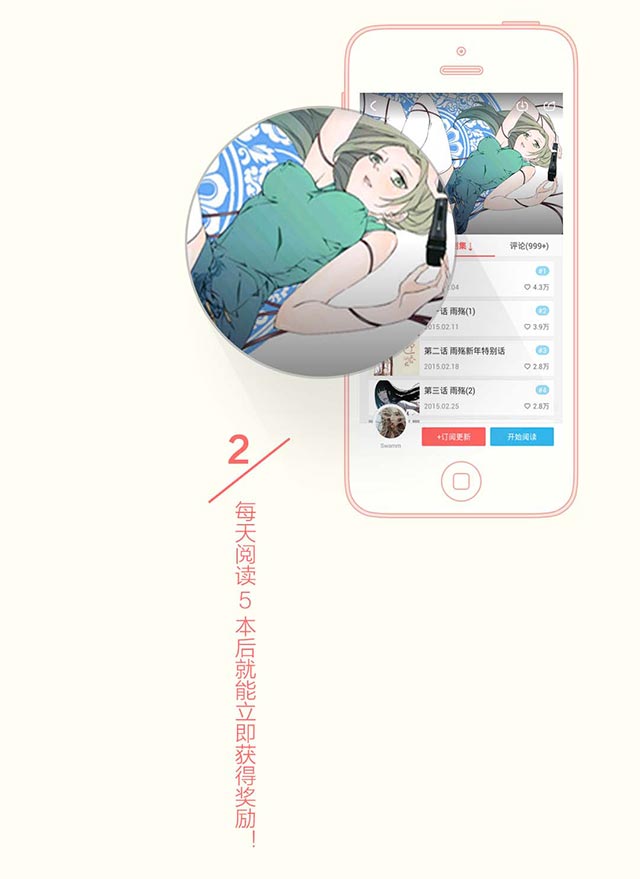 剧集↓
评论(999+)
#1
.04
♡ 4.3万
一话 雨殇(1)
#2
2015.02.11
♡ 3.9万
第二话 雨殇新年特别话
#3
2015.02.18
♡ 2.8万
第三话 雨殇(2)
#4
2015.02.25
♡ 2.8万
Swamm
+订阅更新
开始阅读
2
每天阅读 5 本后就能立即获得奖励！